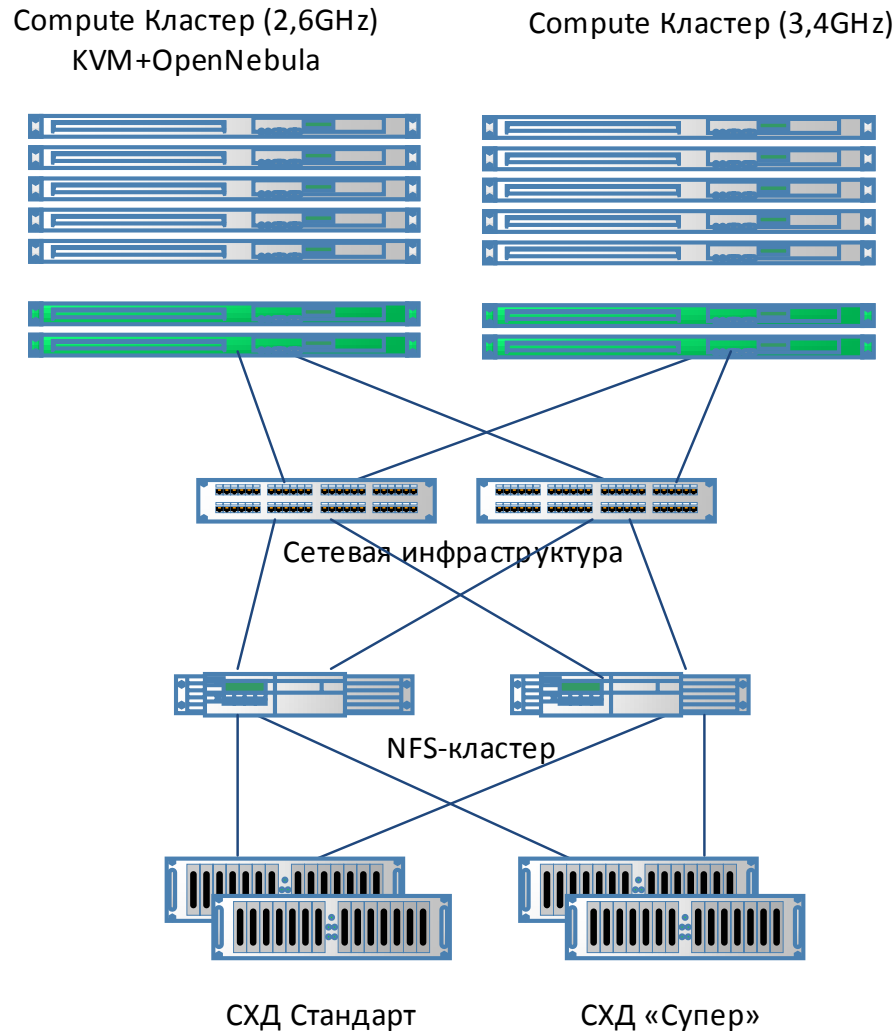 Compute Кластер (2,6GHz)
KVM+OpenNebula
Compute Кластер (3,4GHz)
Сетевая инфраструктура
NFS-кластер
СХД Стандарт
СХД «Супер»